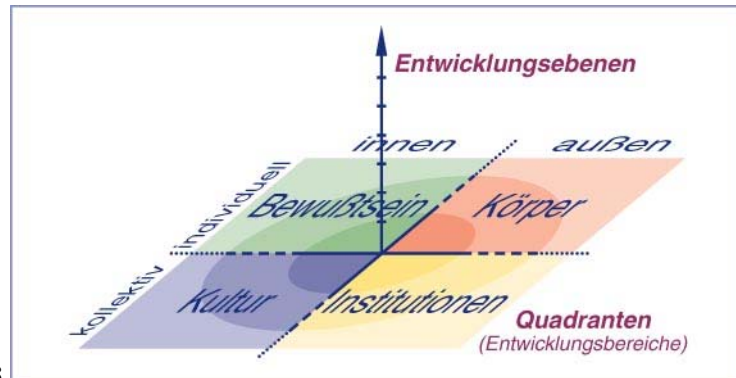 Entwicklungsebenen
innen außen
individuell
Bewußtsein Körper
kollektiv
Kultur Institutionen
Quadranten
(Entwicklungsbereiche)